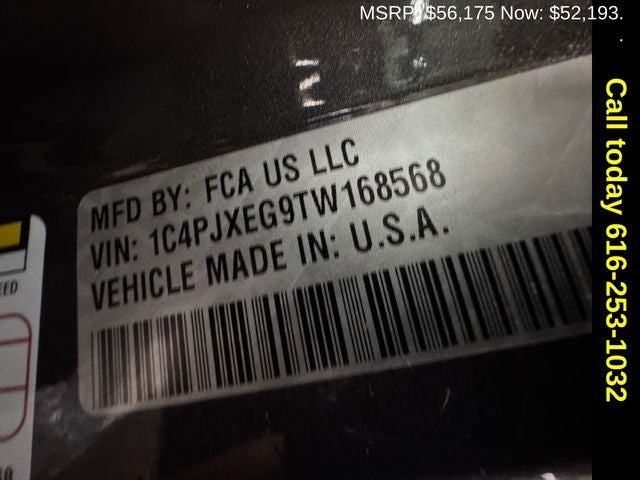 MSRP: $56,175 Now: $52,193.
.
MFD BY: FCA US LLC
VIN: 1C4PJXEG9TW168568
VEHICLE MADE IN: U.S.A.
Call today 616-253-1032